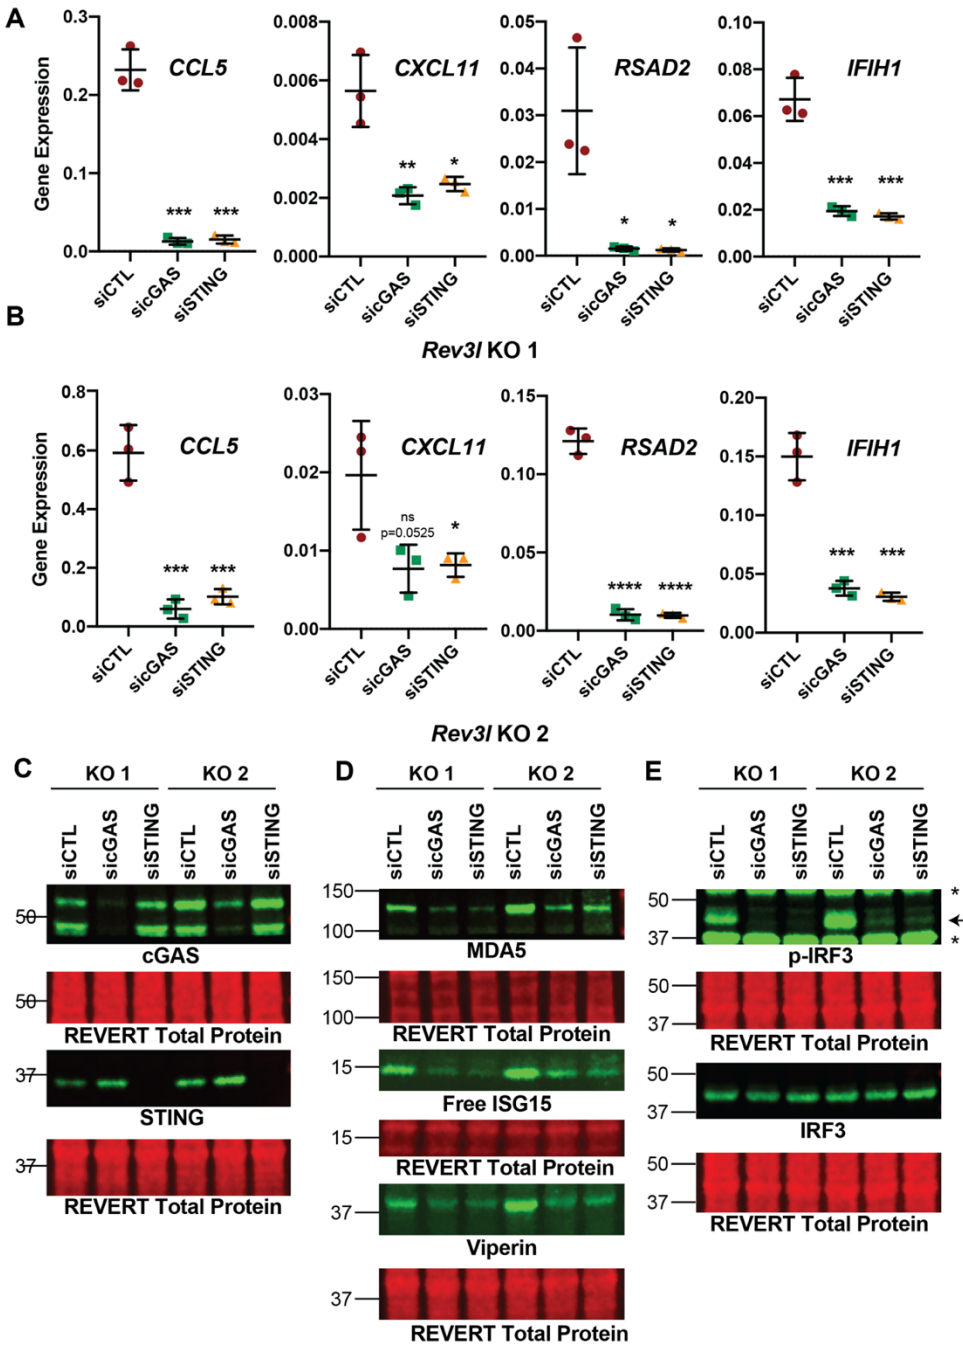 A
Gene Expression
0.3
0.2
0.1
0.0
CCL5
***
***
siCTL
sicGAS
siSTING
0.008
0.006
0.004
0.002
0.000
CXCL11
**
*
siCTL
sicGAS
siSTING
0.05
0.04
0.03
0.02
0.01
0.00
RSAD2
*
*
siCTL
sicGAS
siSTING
0.10
0.08
0.06
0.04
0.02
0.00
IFIH1
***
***
siCTL
sicGAS
siSTING
B
Rev3l KO 1
Gene Expression
0.8
0.6
0.4
0.2
0.0
CCL5
***
***
siCTL
sicGAS
siSTING
0.03
0.02
0.01
0.00
CXCL11
ns
p=0.0525
*
siCTL
sicGAS
siSTING
0.15
0.10
0.05
0.00
RSAD2
****
****
siCTL
sicGAS
siSTING
0.20
0.15
0.10
0.05
0.00
IFIH1
***
***
siCTL
sicGAS
siSTING
Rev3l KO 2
C
KO 1
KO 2
siCTL
sicGAS
siSTING
siCTL
sicGAS
siSTING
50
cGAS
50
REVERT Total Protein
37
STING
37
REVERT Total Protein
D
KO 1
KO 2
siCTL
sicGAS
siSTING
siCTL
sicGAS
siSTING
150
100
MDA5
150
100
REVERT Total Protein
15
Free ISG15
15
REVERT Total Protein
37
Viperin
37
REVERT Total Protein
E
KO 1
KO 2
siCTL
sicGAS
siSTING
siCTL
sicGAS
siSTING
50
37
*
*
p-IRF3
50
37
REVERT Total Protein
50
37
IRF3
50
37
REVERT Total Protein